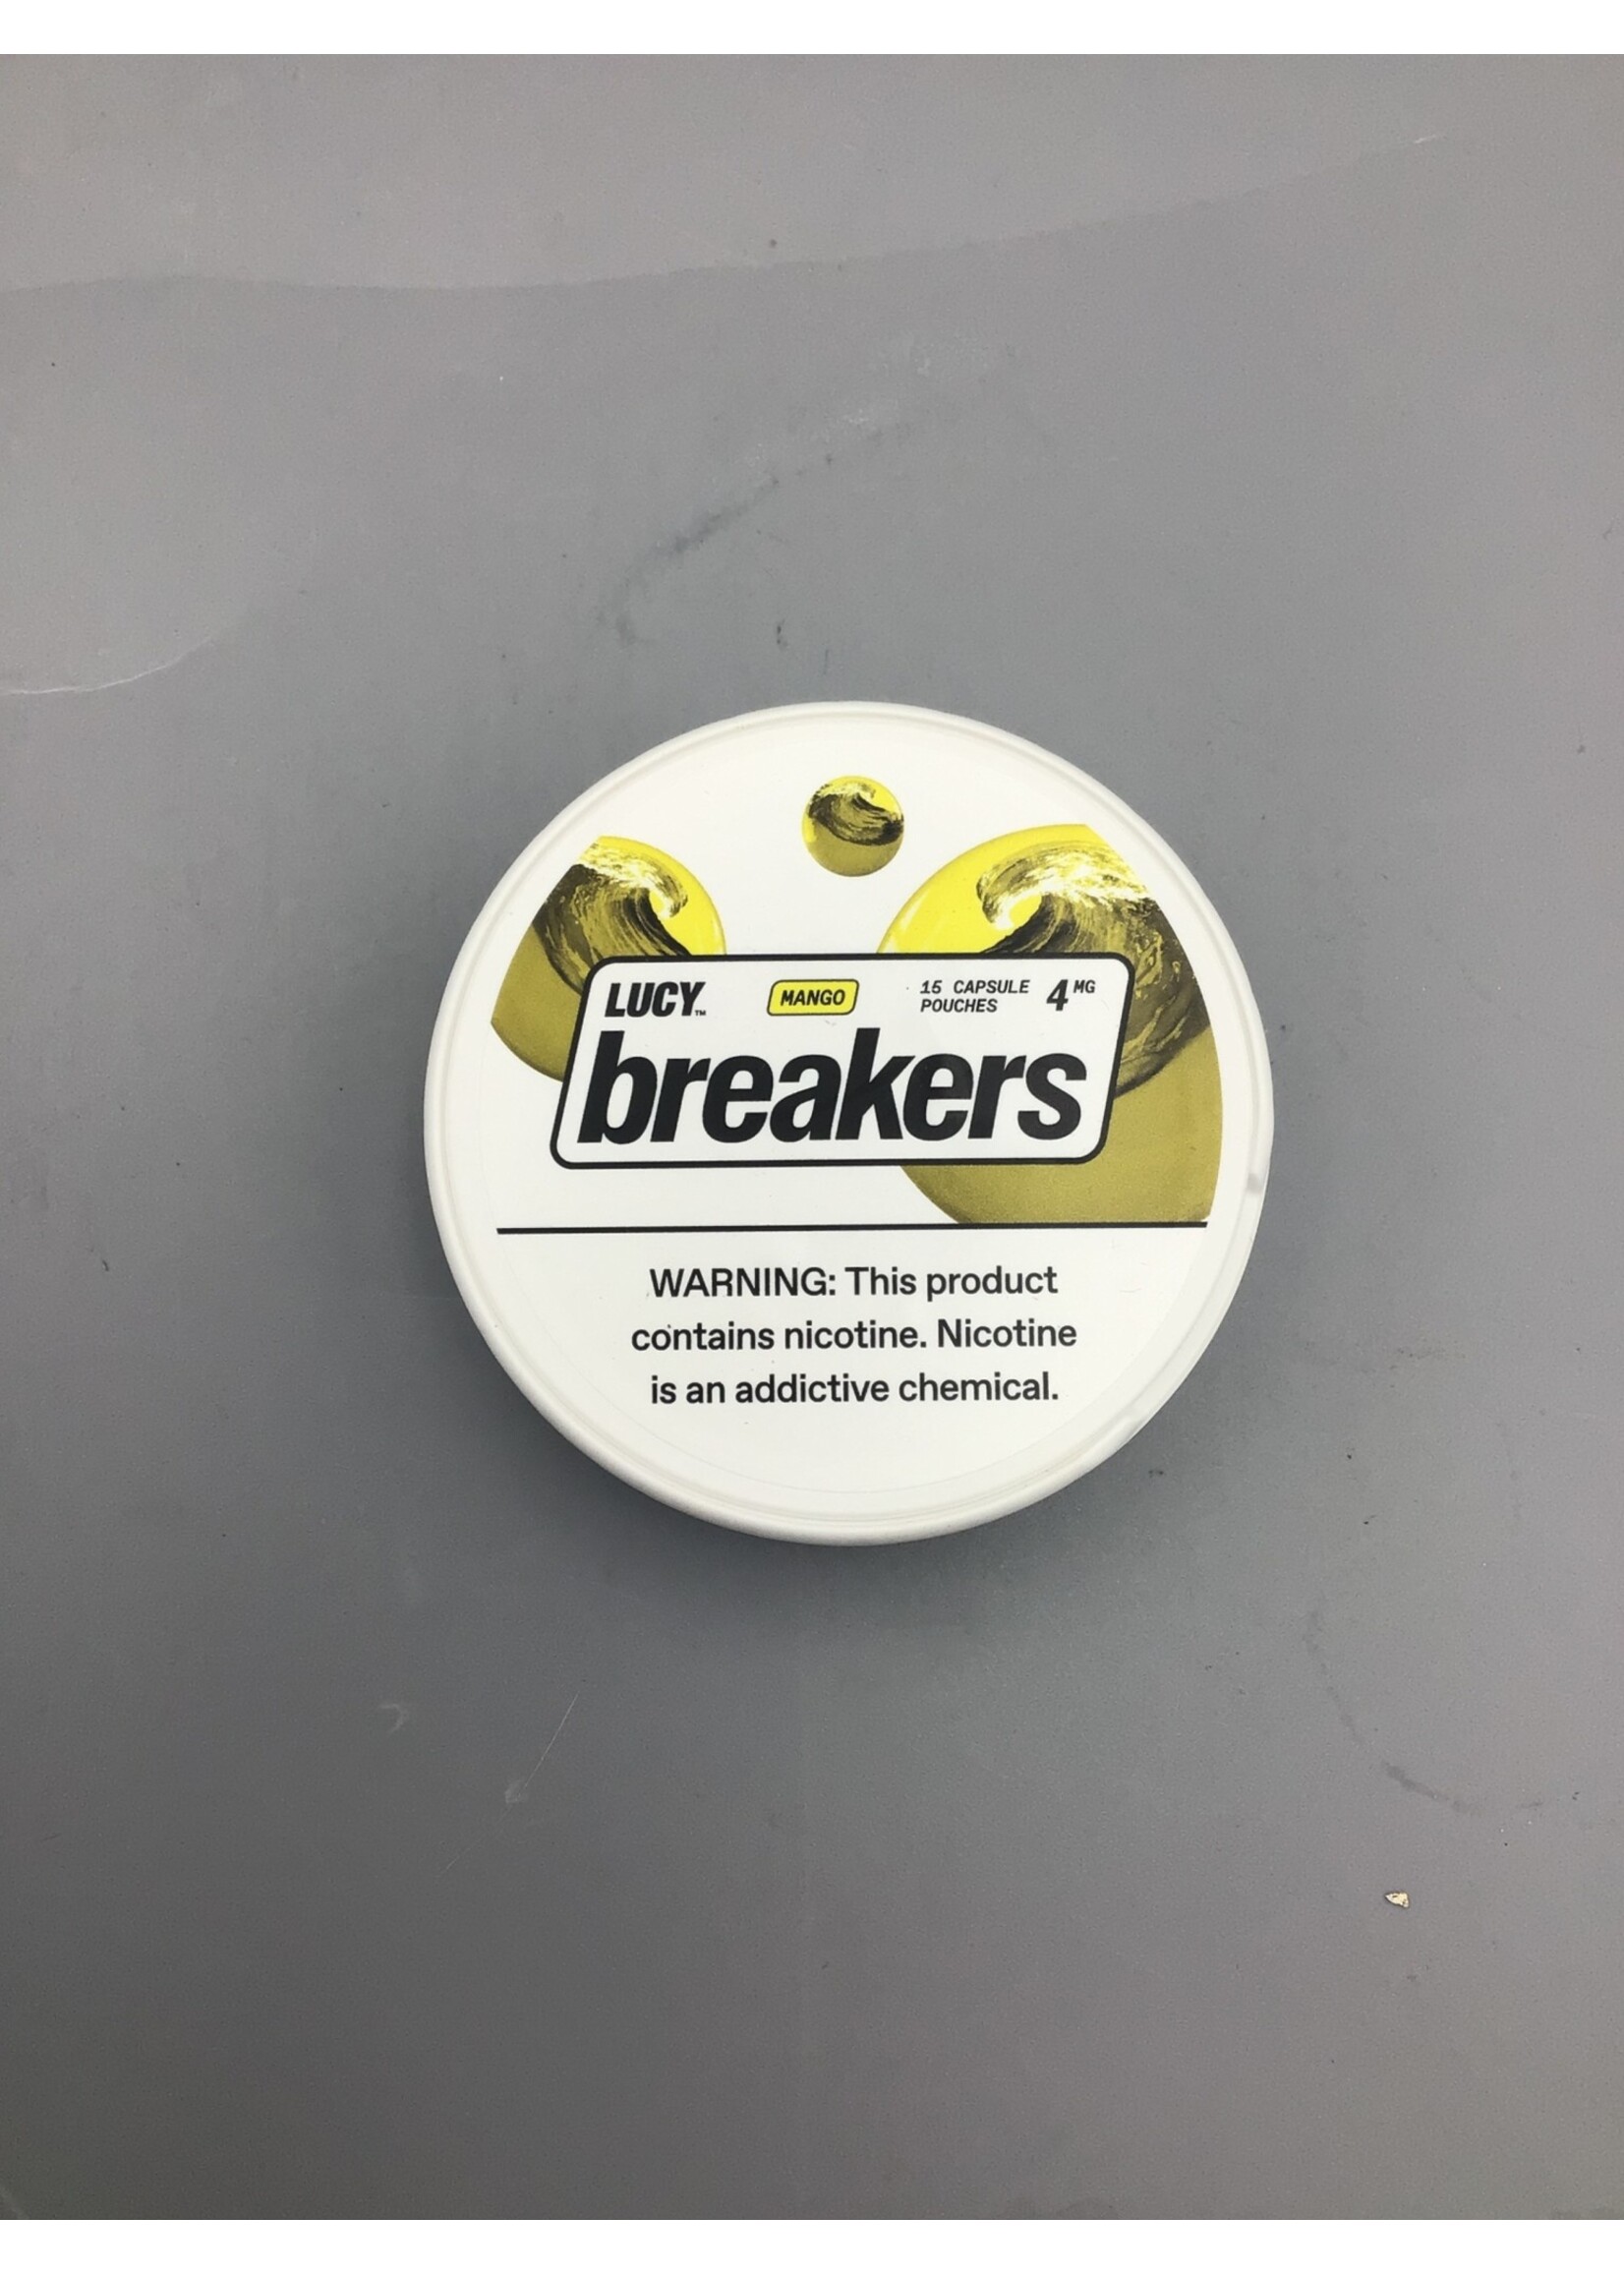 LUCY™
MANGO
15 CAPSULE
POUCHES
4 MG
breakers
WARNING: This product
contains nicotine. Nicotine
is an addictive chemical.